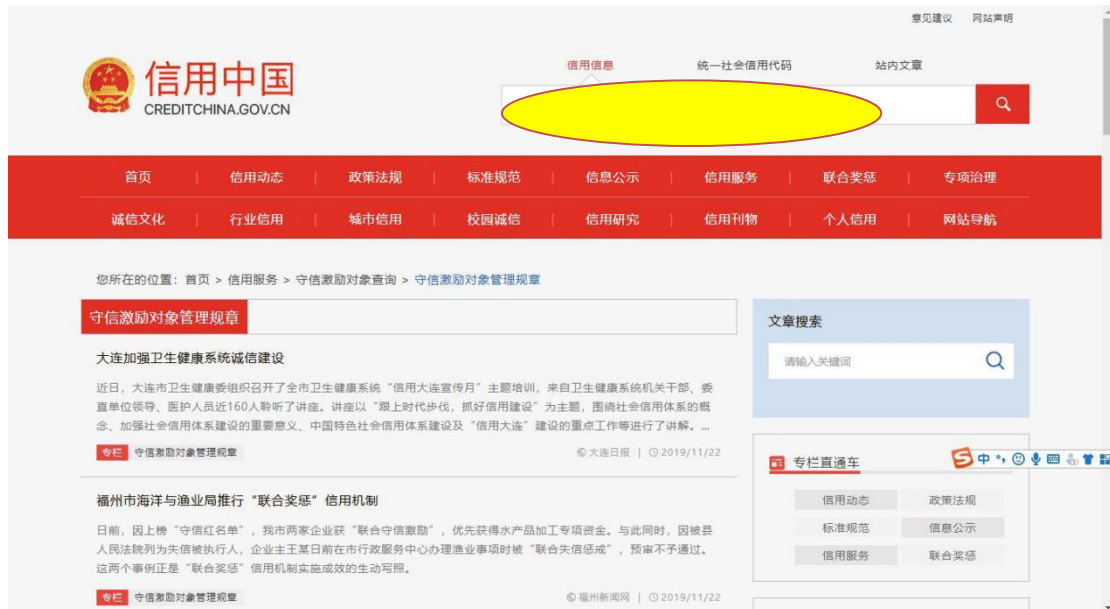 意见建议 网站声明
信用中国
CREDITCHINA.GOV.CN
信用信息 统一社会信用代码 站内文章
首页 | 信用动态 | 政策法规 | 标准规范 | 信息公示 | 信用服务 | 联合奖惩 | 专项治理
诚信文化 | 行业信用 | 城市信用 | 校园诚信 | 信用研究 | 信用刊物 | 个人信用 | 网站导航
您所在的位置：首页 > 信用服务 > 守信激励对象查询 > 守信激励对象管理规章
守信激励对象管理规章
大连加强卫生健康系统诚信建设
近日，大连市卫生健康委组织召开了全市卫生健康系统“信用大连宣传月”主题培训，来自卫生健康系统机关干部、委
直单位领导、医护人员近160人聆听了讲座。讲座以“跟上时代步伐，抓好信用建设”为主题，围绕社会信用体系的概
念、加强社会信用体系建设的重要意义、中国特色社会信用体系建设及“信用大连”建设的重点工作等进行了讲解。...
专栏 守信激励对象管理规章 大连日报 | 2019/11/22
福州市海洋与渔业局推行“联合奖惩”信用机制
日前，因上榜“守信红名单”，我市两家企业获“联合守信激励”，优先获得水产品加工专项资金。与此同时，因被县
人民法院列为失信被执行人，企业主王某日前在市行政服务中心办理渔业事项时被“联合失信惩戒”，预审不予通过。
这两个事例正是“联合奖惩”信用机制实施成效的生动写照。
专栏 守信激励对象管理规章 福州新闻网 | 2019/11/22
文章搜索
请输入关键词
专栏直通车
中
信用动态 政策法规
标准规范 信息公示
信用服务 联合奖惩